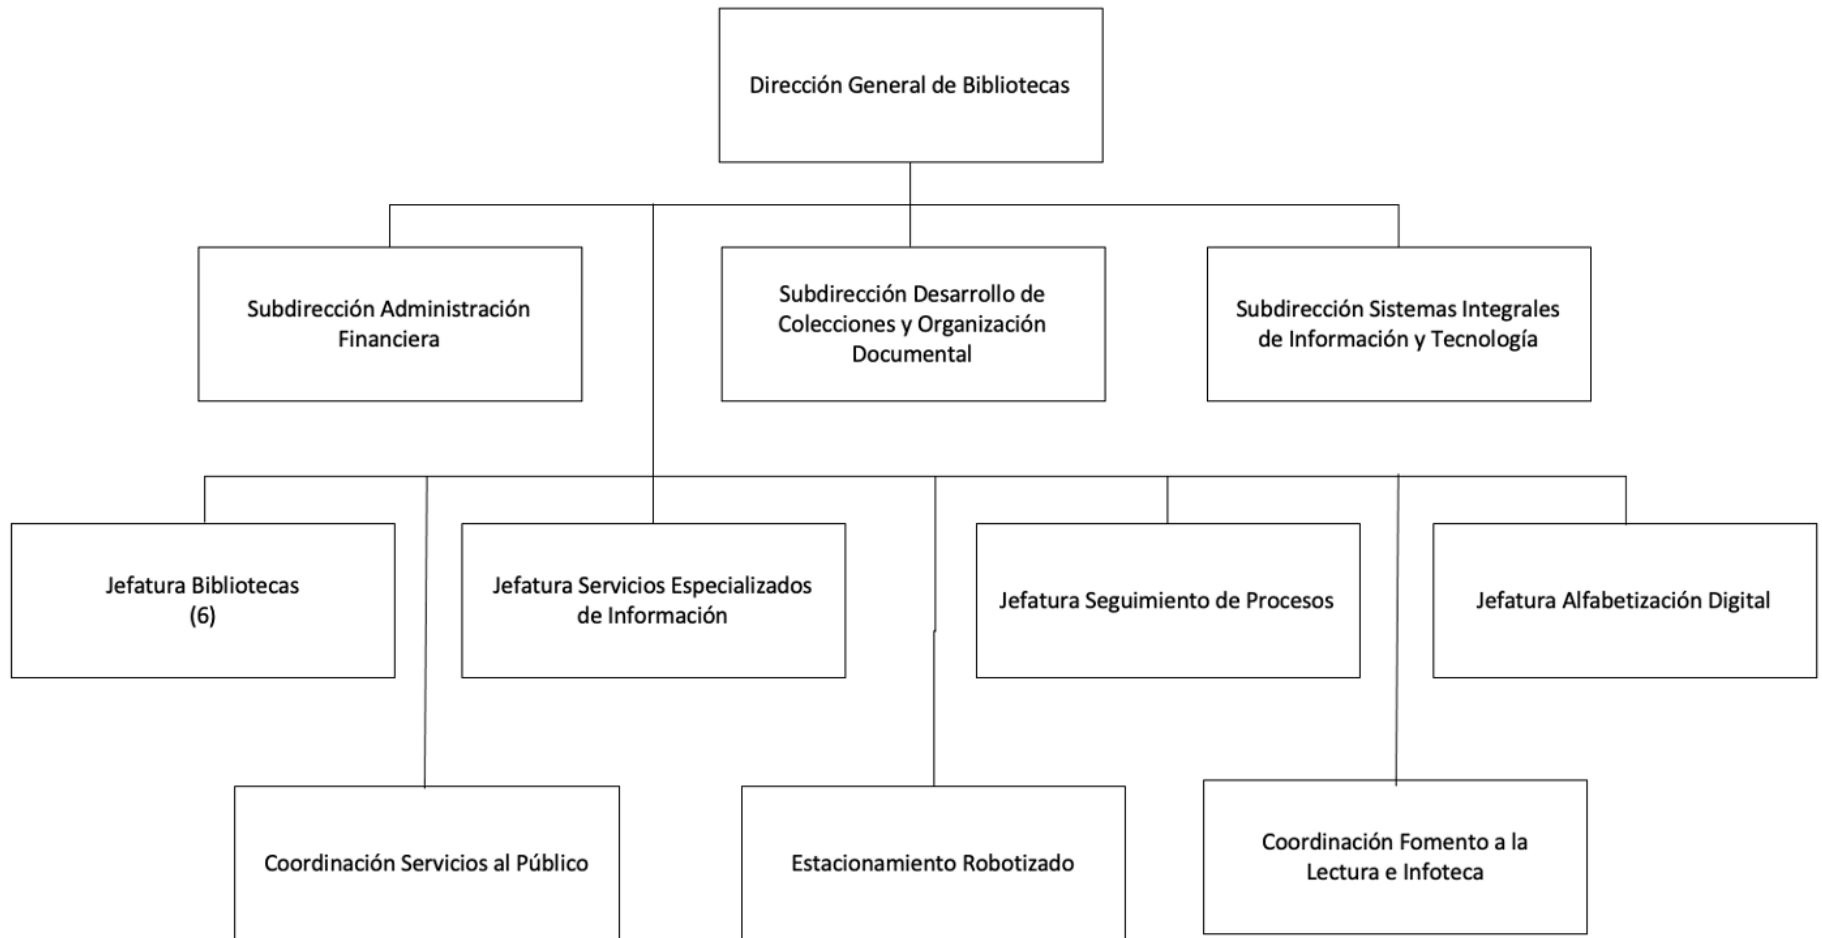 Dirección General de Bibliotecas
Subdirección Administración
Financiera
Subdirección Desarrollo de
Colecciones y Organización
Documental
Subdirección Sistemas Integrales
de Información y Tecnología
Jefatura Bibliotecas
(6)
Jefatura Servicios Especializados
de Información
Jefatura Seguimiento de Procesos
Jefatura Alfabetización Digital
Coordinación Servicios al Público
Estacionamiento Robotizado
Coordinación Fomento a la
Lectura e Infoteca